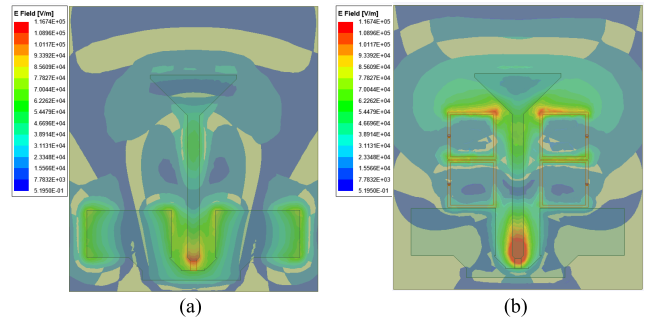 E Field [V/m]
1.1674E+05
1.0896E+05
1.0117E+05
9.3392E+04
8.5609E+04
7.7827E+04
7.0044E+04
6.2262E+04
5.4479E+04
4.6696E+04
3.8914E+04
3.1131E+04
2.3348E+04
1.5566E+04
7.7832E+03
5.1950E-01
(a)
E Field [V/m]
1.1674E+05
1.0896E+05
1.0117E+05
9.3392E+04
8.5609E+04
7.7827E+04
7.0044E+04
6.2262E+04
5.4479E+04
4.6696E+04
3.8914E+04
3.1131E+04
2.3348E+04
1.5566E+04
7.7832E+03
5.1950E-01
(b)